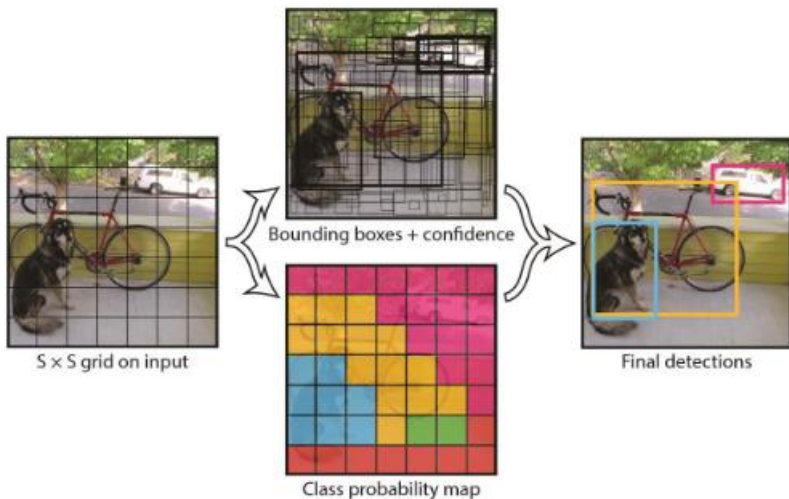 S × S grid on input
Bounding boxes + confidence
Class probability map
Final detections